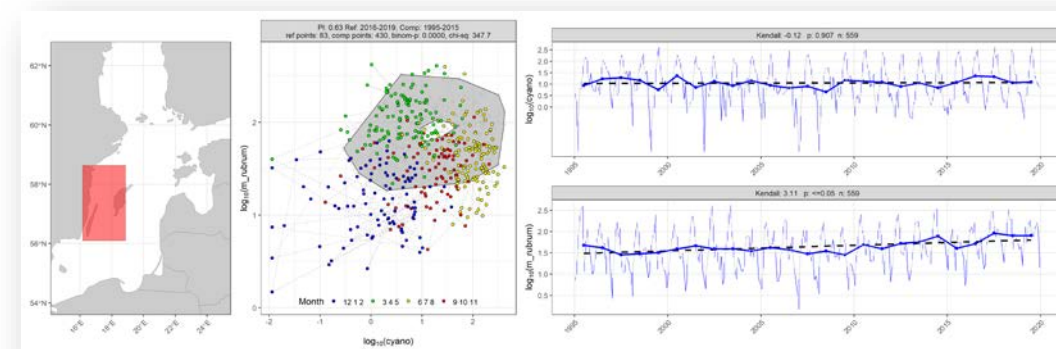 62°N
60°N
58°N
56°N
54°N
16°E
18°E
20°E
22°E
24°E
PI: 0.63 Ref: 2016-2019, Comp: 1995-2015
ref points: 83, comp points: 430, binom-p: 0.0000, chi-sq: 347.7
log₁₀(m_rubrum)
2
1
0
Month
12 1 2
3 4 5
6 7 8
9 10 11
-2
-1
0
1
2
log₁₀(cyano)
Kendall: -0.12 p: 0.907 n: 559
log₁₀(cyano)
2.5
2.0
1.5
1.0
0.5
0.0
1995
2000
2005
2010
2015
2020
Kendall: 3.11 p: <=0.05 n: 559
log₁₀(m_rubrum)
2.5
2.0
1.5
1.0
0.5
1995
2000
2005
2010
2015
2020